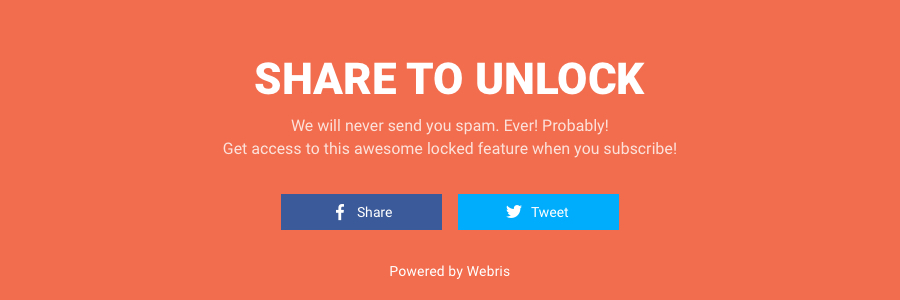 SHARE TO UNLOCK
We will never send you spam. Ever! Probably!
Get access to this awesome locked feature when you subscribe!
Share
Tweet
Powered by Webris